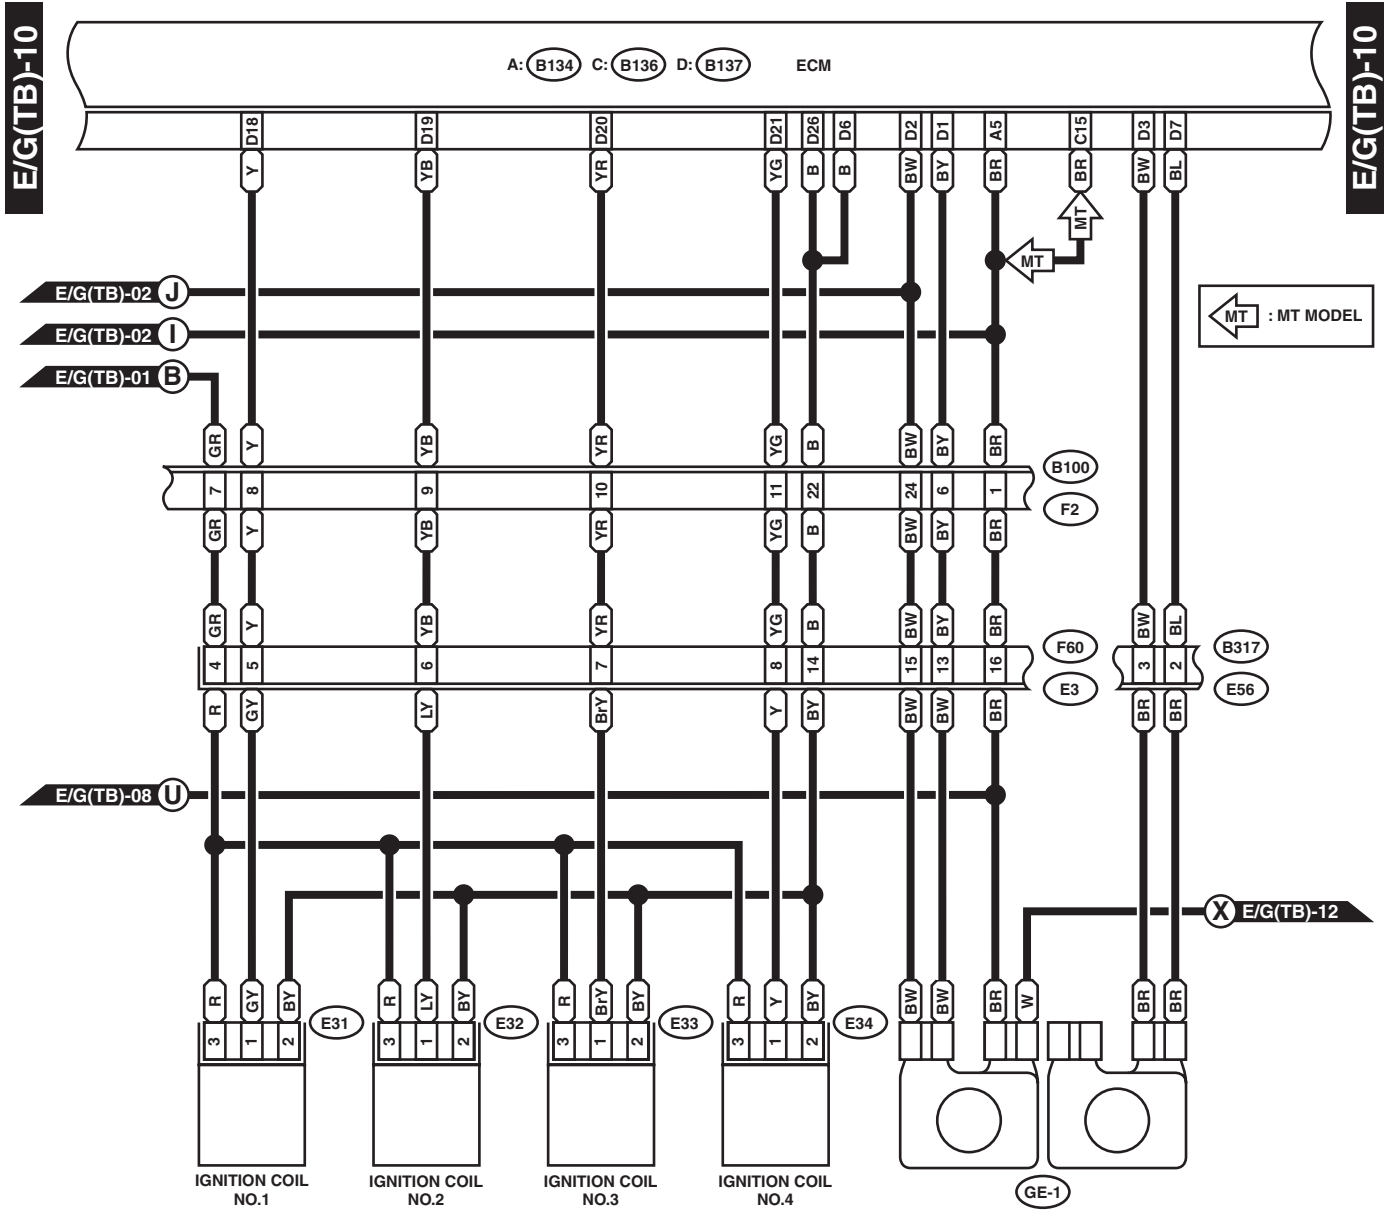 E/G(TB)-10
E/G(TB)-10
A: B134 C: B136 D: B137 ECM
D18 D19 D20 D21 D26 D6 D2 D1 A5 C15 D3 D7
Y YB YR YG B B BW BY BR BR BW BL
MT
MT
E/G(TB)-02 J
MT : MT MODEL
E/G(TB)-02 I
E/G(TB)-01 B
GR Y YB YR YG B BW BY BR
B100
7 8 9 10 11 22 24 6 1
F2
GR Y YB YR YG B BW BY BR
GR Y YB YR YG B BW BY BR BW BL
F60 B317
4 5 6 7 8 14 15 13 16 3 2
E3 E56
R GY LY BrY Y BY BW BW BR BR BR
E/G(TB)-08 U
X E/G(TB)-12
R GY BY R LY BY R BrY BY R Y BY BW BW BR W BR BR
E31 E32 E33 E34
3 1 2 3 1 2 3 1 2 3 1 2
IGNITION COIL
NO.1
IGNITION COIL
NO.2
IGNITION COIL
NO.3
IGNITION COIL
NO.4
GE-1